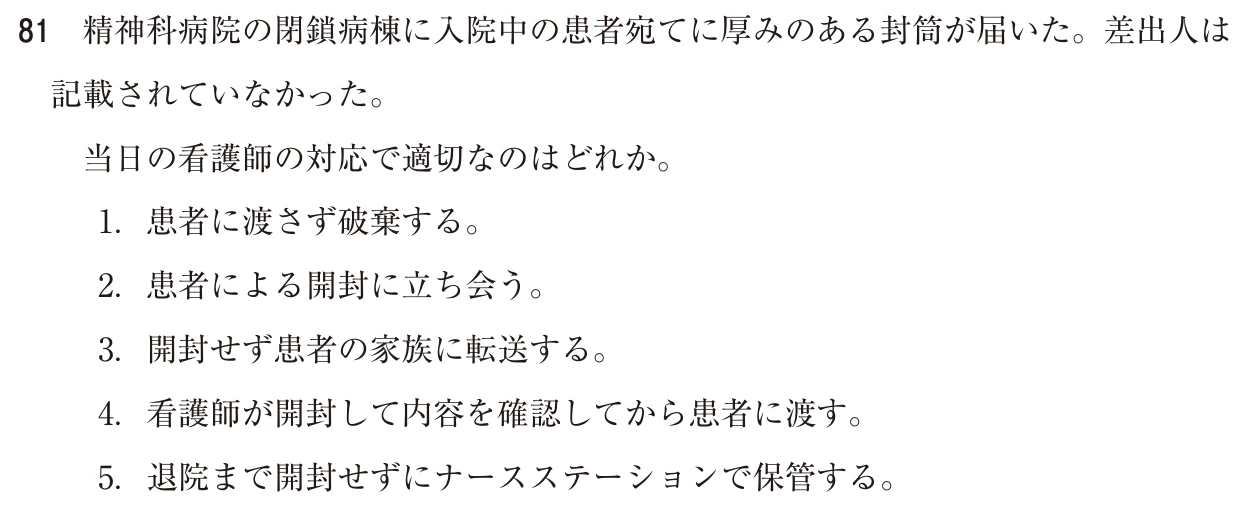 81　精神科病院の閉鎖病棟に入院中の患者宛てに厚みのある封筒が届いた。差出人は
記載されていなかった。
当日の看護師の対応で適切なのはどれか。
1. 患者に渡さず破棄する。
2. 患者による開封に立ち会う。
3. 開封せず患者の家族に転送する。
4. 看護師が開封して内容を確認してから患者に渡す。
5. 退院まで開封せずにナースステーションで保管する。